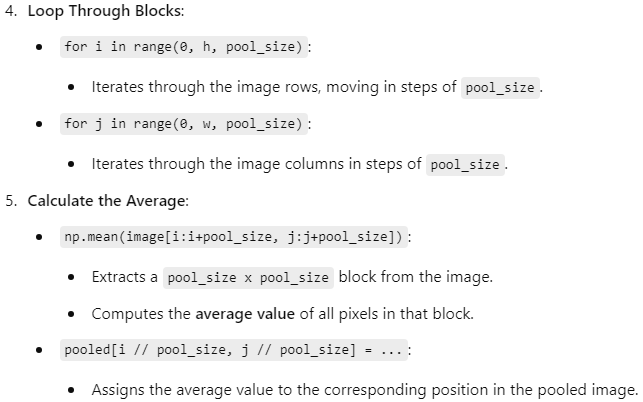 4. Loop Through Blocks:
• for i in range(0, h, pool_size):
• Iterates through the image rows, moving in steps of pool_size.
• for j in range(0, w, pool_size):
• Iterates through the image columns in steps of pool_size.
5. Calculate the Average:
• np.mean(image[i:i+pool_size, j:j+pool_size]):
• Extracts a pool_size x pool_size block from the image.
• Computes the average value of all pixels in that block.
• pooled[i // pool_size, j // pool_size] = ...:
• Assigns the average value to the corresponding position in the pooled image.